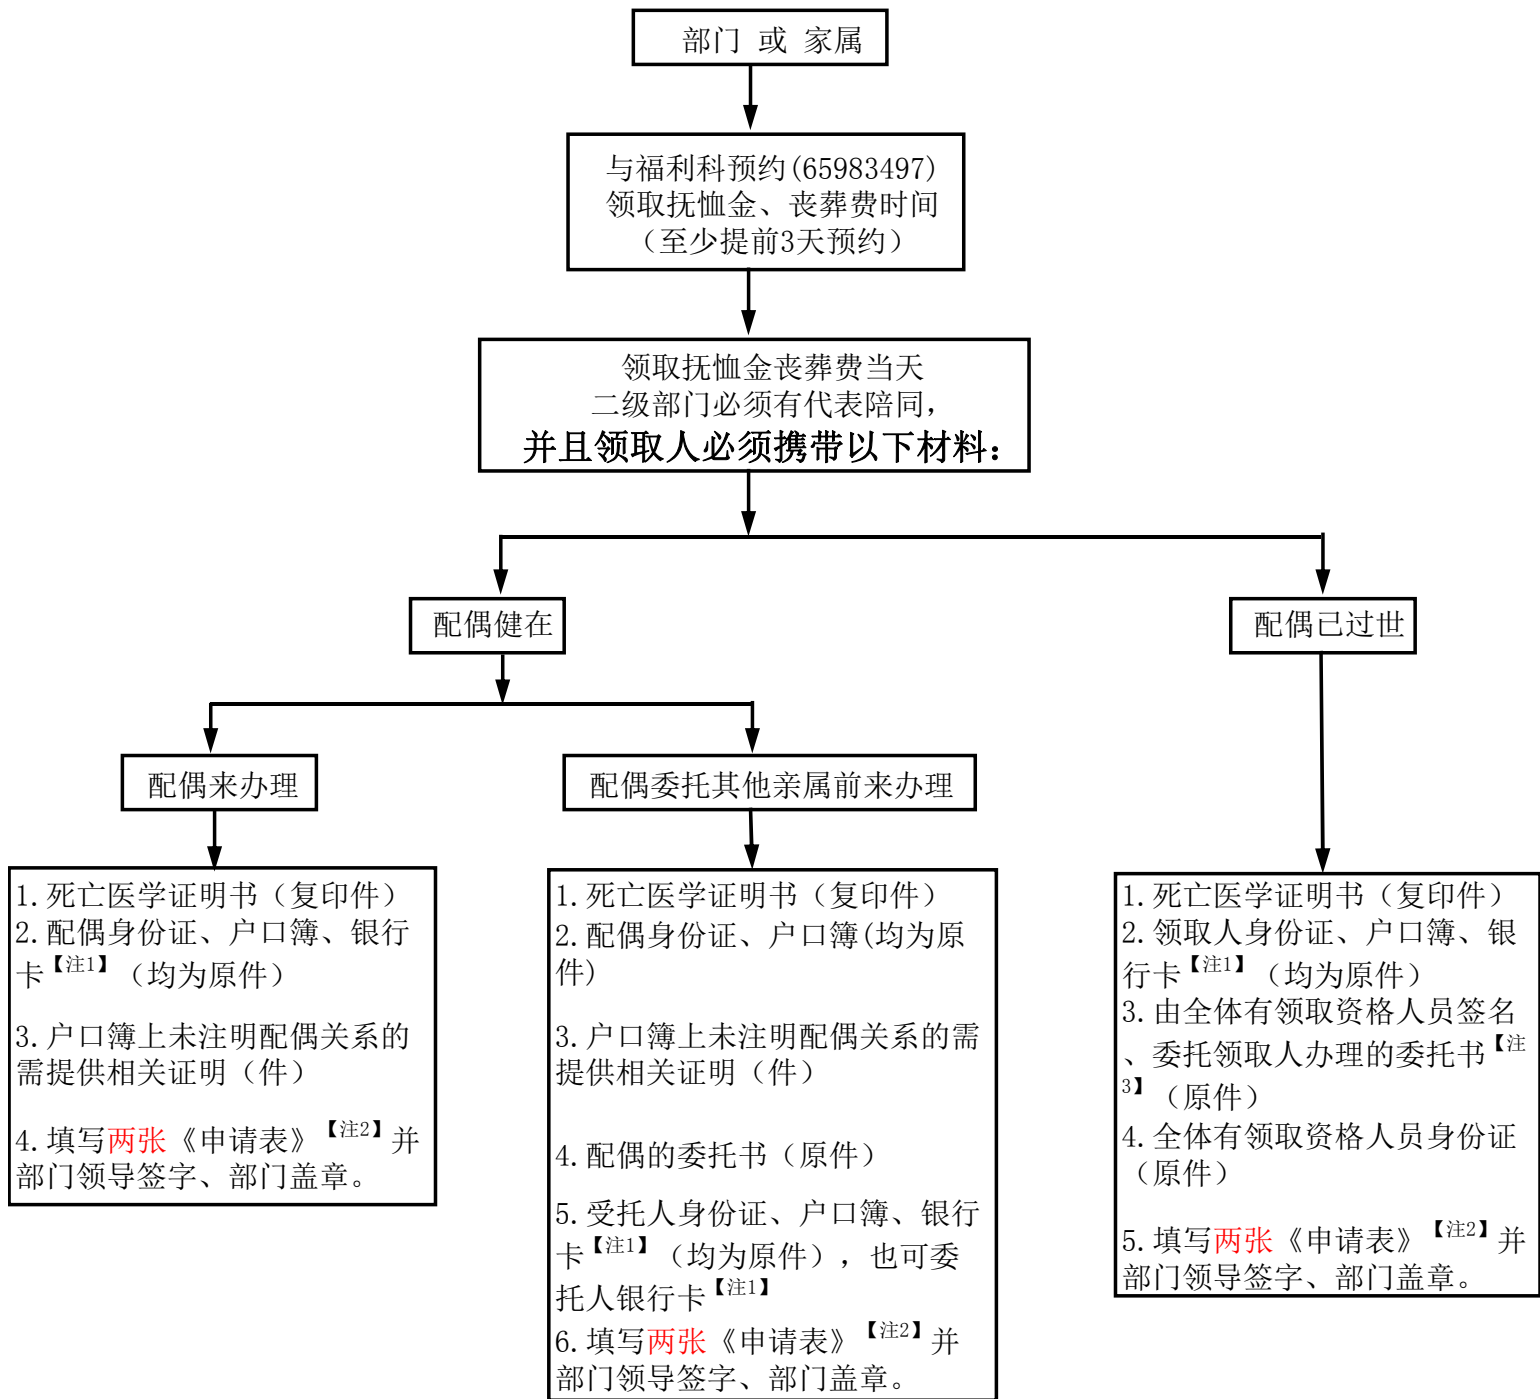 部门 或 家属
与福利科预约(65983497)
领取抚恤金、丧葬费时间
（至少提前3天预约）
领取抚恤金丧葬费当天
二级部门必须有代表陪同，
并且领取人必须携带以下材料：
配偶健在
配偶已过世
配偶来办理
配偶委托其他亲属前来办理
1.死亡医学证明书（复印件）
2.配偶身份证、户口簿、银行
卡【注1】（均为原件）
3.户口簿上未注明配偶关系的
需提供相关证明（件）
4.填写两张《申请表》【注2】并
部门领导签字、部门盖章。
1.死亡医学证明书（复印件）
2.配偶身份证、户口簿(均为原
件)
3.户口簿上未注明配偶关系的需
提供相关证明（件）
4.配偶的委托书（原件）
5.受托人身份证、户口簿、银行
卡【注1】（均为原件），也可委
托人银行卡【注1】
6.填写两张《申请表》【注2】并
部门领导签字、部门盖章。
1.死亡医学证明书（复印件）
2.领取人身份证、户口簿、银
行卡【注1】（均为原件）
3.由全体有领取资格人员签名
、委托领取人办理的委托书【注
3】（原件）
4.全体有领取资格人员身份证
（原件）
5.填写两张《申请表》【注2】并
部门领导签字、部门盖章。